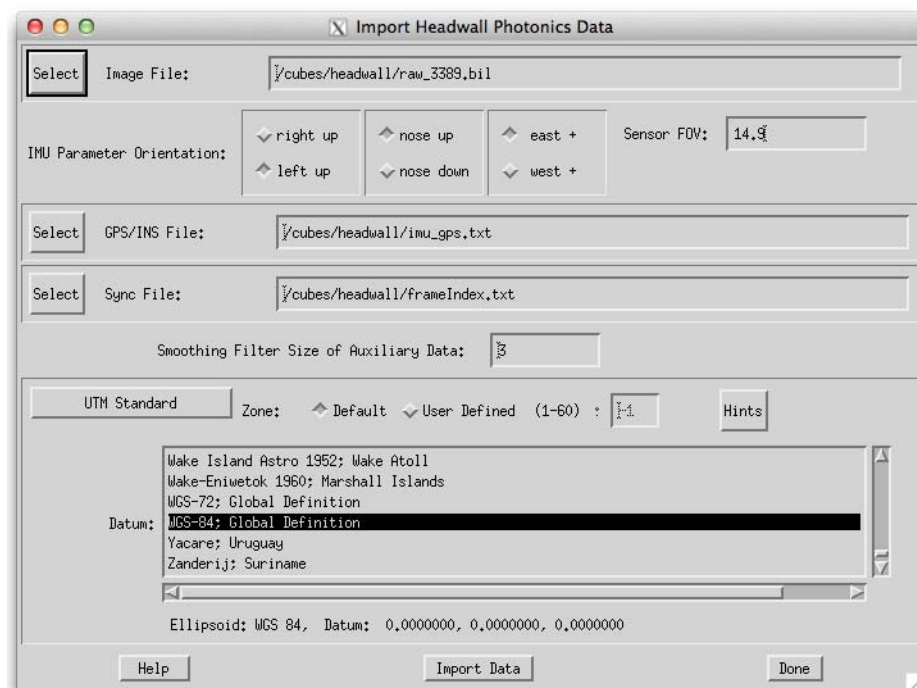 Import Headwall Photonics Data
Select Image File: /cubes/headwall/raw_3389.bil
IMU Parameter Orientation: right up nose up east + Sensor FOV: 14.9
left up nose down west +
Select GPS/INS File: /cubes/headwall/imu_gps.txt
Select Sync File: /cubes/headwall/frameIndex.txt
Smoothing Filter Size of Auxiliary Data: 3
UTM Standard Zone: Default User Defined (1-60) : -1 Hints
Wake Island Astro 1952; Wake Atoll
Wake-Eniwetok 1960; Marshall Islands
WGS-72; Global Definition
Datum: WGS-84; Global Definition
Yacare; Uruguay
Zanderij; Suriname
Ellipsoid: WGS 84, Datum: 0.0000000, 0.0000000, 0.0000000
Help Import Data Done